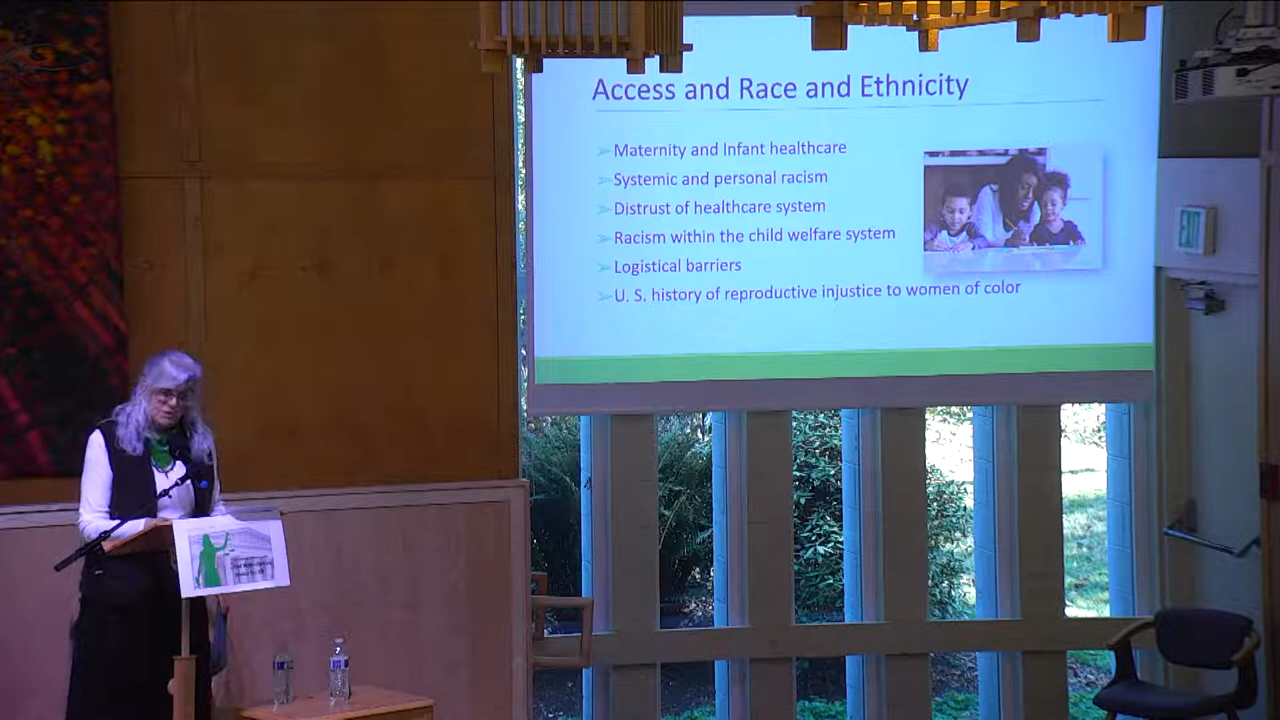 Access and Race and Ethnicity
Maternity and Infant healthcare
Systemic and personal racism
Distrust of healthcare system
Racism within the child welfare system
Logistical barriers
U. S. history of reproductive injustice to women of color